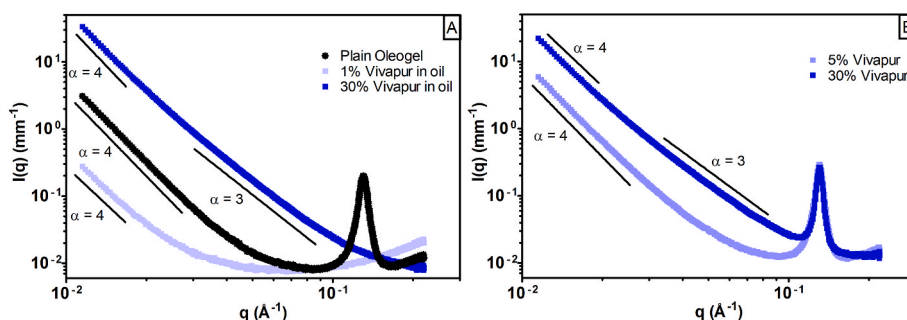 A
Plain Oleogel
1% Vivapur in oil
30% Vivapur in oil
α = 4
α = 4
α = 3
α = 4
I(q) (mm⁻¹)
10¹
10⁰
10⁻¹
10⁻²
10⁻²
10⁻¹
q (Å⁻¹)
5% Vivapur
30% Vivapur
α = 4
α = 4
α = 3
I(q) (mm⁻¹)
10¹
10⁰
10⁻¹
10⁻²
10⁻²
10⁻¹
q (Å⁻¹)